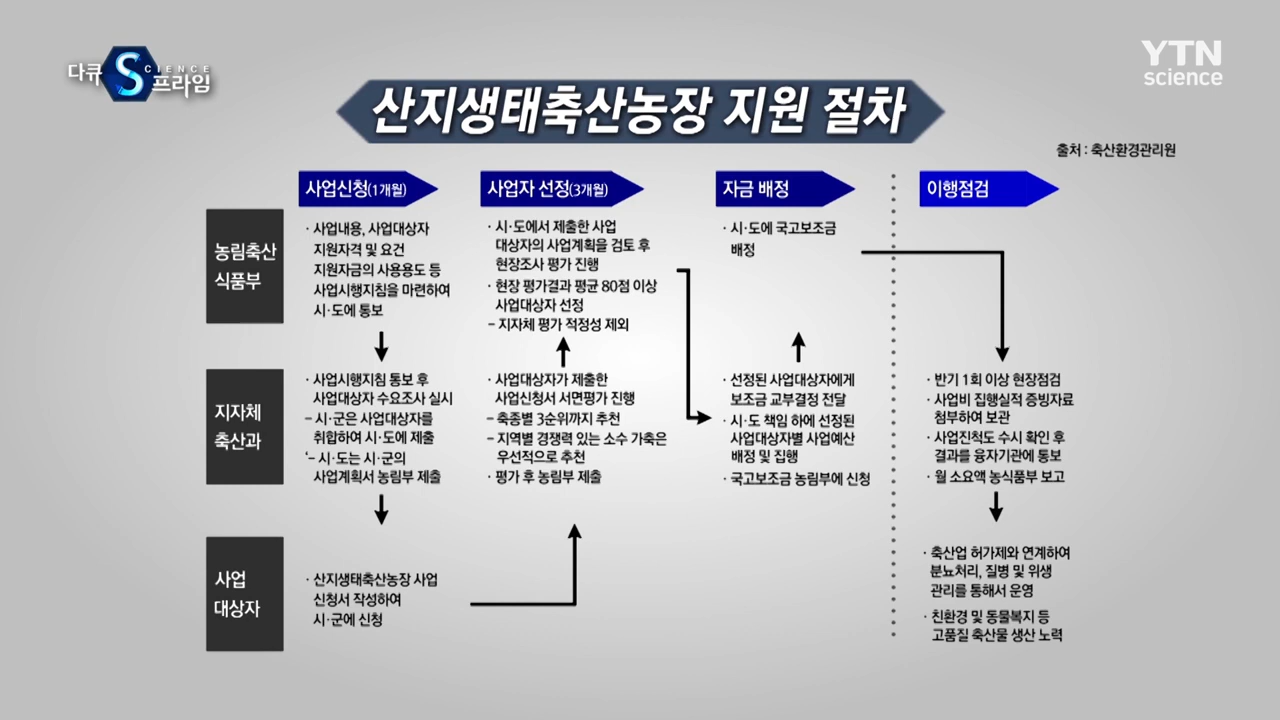 다큐 S SCIENCE 프라임
YTN
science
산지생태축산농장 지원 절차
출처 : 축산환경관리원
사업신청(1개월)
사업자 선정(3개월)
자금 배정
이행점검
농림축산
식품부
· 사업내용, 사업대상자
지원자격 및 요건
지원자금의 사용용도 등
사업시행지침을 마련하여
시·도에 통보
· 시·도에서 제출한 사업
대상자의 사업계획을 검토 후
현장조사 평가 진행
· 현장 평가결과 평균 80점 이상
사업대상자 선정
– 지자체 평가 적정성 제외
· 시·도에 국고보조금
배정
지자체
축산과
· 사업시행지침 통보 후
사업대상자 수요조사 실시
– 시·군은 사업대상자를
취합하여 시·도에 제출
‘– 시·도는 시·군의
사업계획서 농림부 제출
· 사업대상자가 제출한
사업신청서 서면평가 진행
– 축종별 3순위까지 추천
– 지역별 경쟁력 있는 소수 가축은
우선적으로 추천
· 평가 후 농림부 제출
· 선정된 사업대상자에게
보조금 교부결정 전달
· 시·도 책임 하에 선정된
사업대상자별 사업예산
배정 및 집행
· 국고보조금 농림부에 신청
· 반기 1회 이상 현장점검
· 사업비 집행실적 증빙자료
첨부하여 보관
· 사업진척도 수시 확인 후
결과를 융자기관에 통보
· 월 소요액 농식품부 보고
사업
대상자
· 산지생태축산농장 사업
신청서 작성하여
시·군에 신청
· 축산업 허가제와 연계하여
분뇨처리, 질병 및 위생
관리를 통해서 운영
· 친환경 및 동물복지 등
고품질 축산물 생산 노력